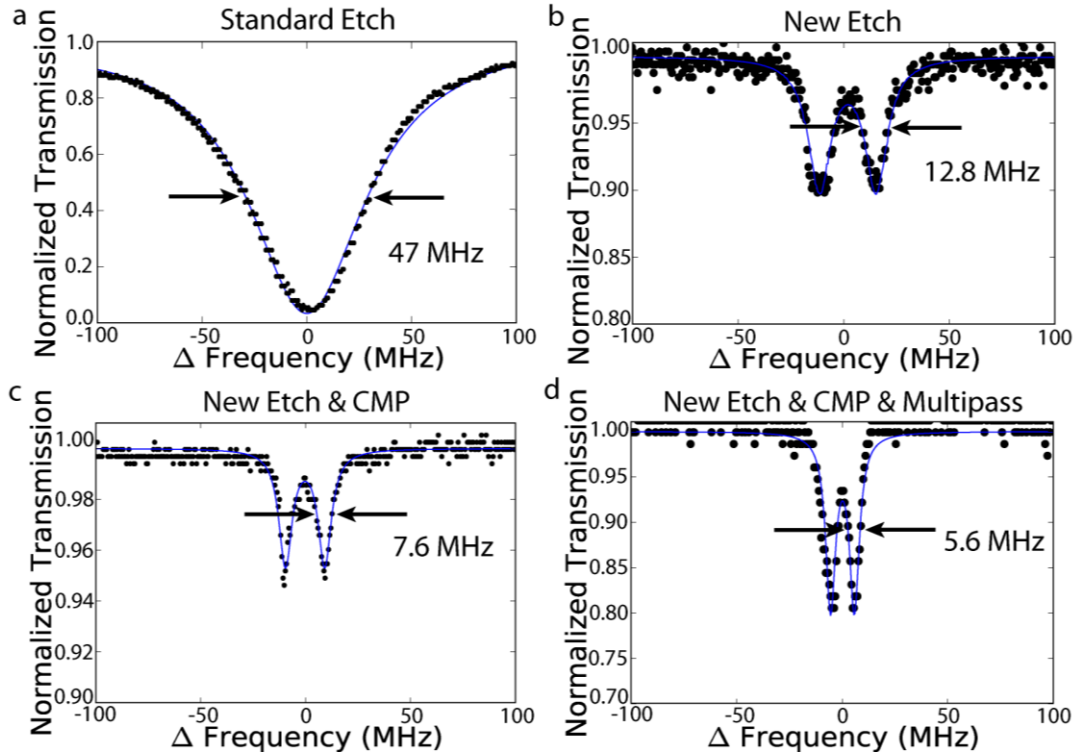 a
Standard Etch
Normalized Transmission
1.0
0.8
0.6
0.4
0.2
0.0
47 MHz
-100
-50
0
50
100
Δ Frequency (MHz)
b
New Etch
Normalized Transmission
1.00
0.95
0.90
0.85
0.80
12.8 MHz
-100
-50
0
50
100
Δ Frequency (MHz)
c
New Etch & CMP
Normalized Transmission
1.00
0.98
0.96
0.94
0.92
0.90
7.6 MHz
-100
-50
0
50
100
Δ Frequency (MHz)
d
New Etch & CMP & Multipass
Normalized Transmission
1.00
0.95
0.90
0.85
0.80
0.75
0.70
5.6 MHz
-100
-50
0
50
100
Δ Frequency (MHz)